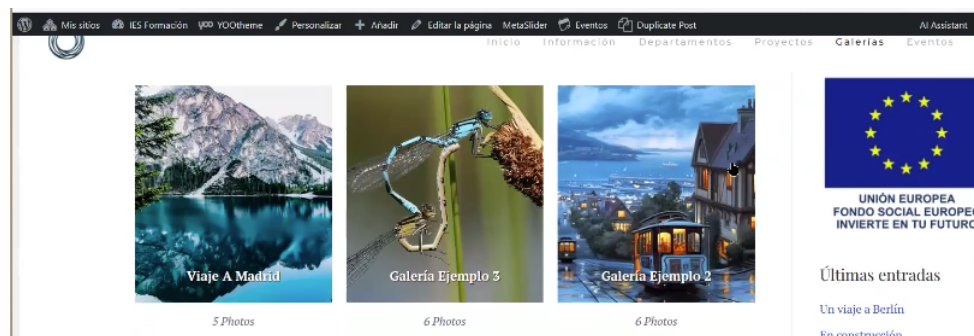 Mis sitios IES Formación YOOtheme Personalizar Añadir Editar la página MetaSlider Eventos Duplicate Post AI Assistant
Inicio Información Departamentos Proyectos Galerías Eventos
Viaje A Madrid
Galería Ejemplo 3
Galería Ejemplo 2
5 Photos
6 Photos
6 Photos
UNIÓN EUROPEA
FONDO SOCIAL EUROPEO
INVIERTE EN TU FUTURO
Últimas entradas
Un viaje a Berlín
En construcción